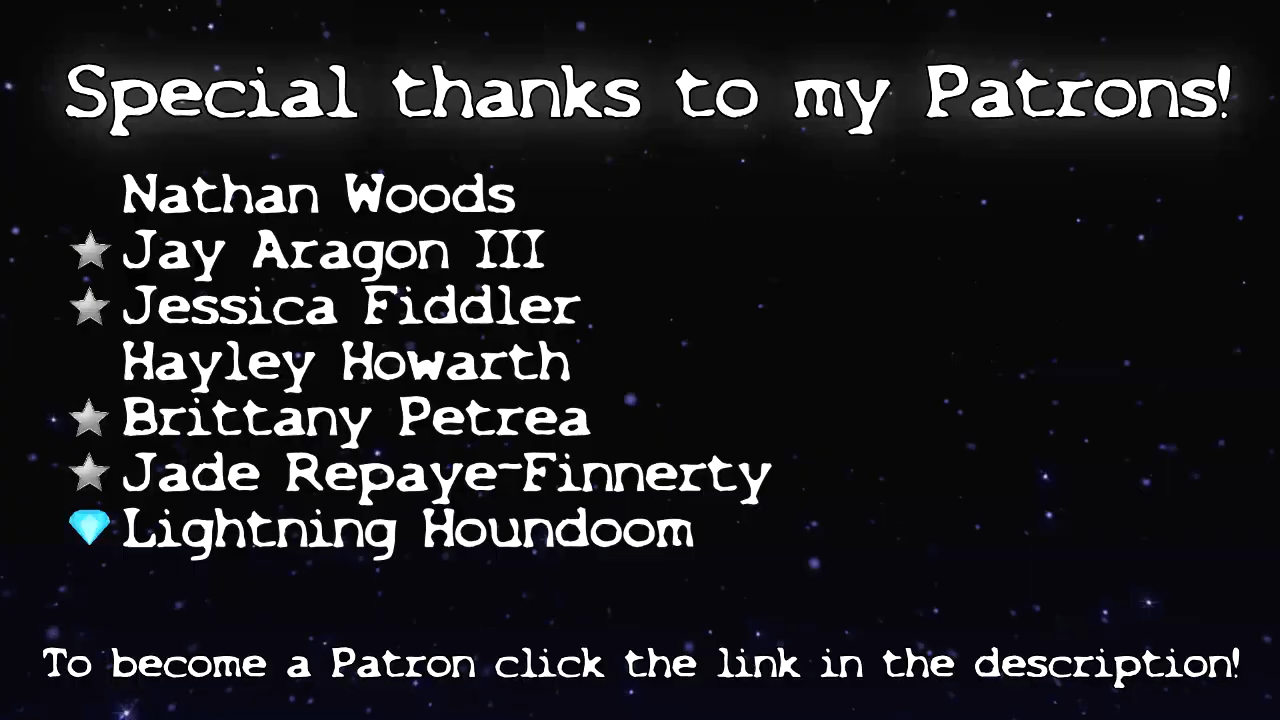 Special thanks to my Patrons!
Nathan Woods
Jay Aragon III
Jessica Fiddler
Hayley Howarth
Brittany Petrea
Jade Repaye-Finnerty
Lightning Houndoom
To become a Patron click the link in the description!